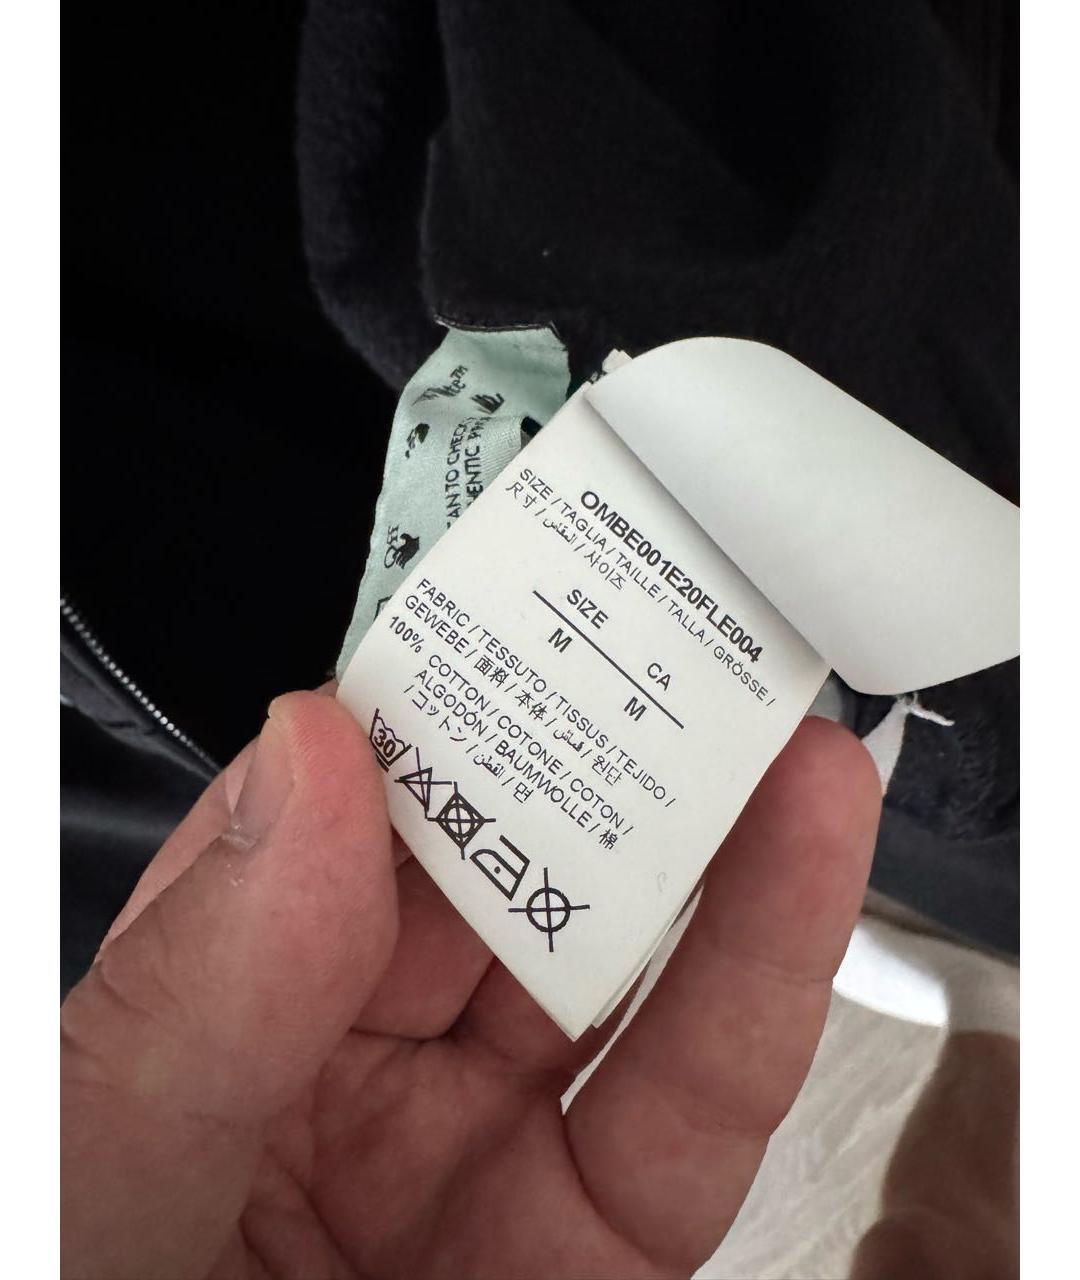 OMBE001E20FLE004
SIZE / TAGLIA / TAILLE / TALLA / GRÖSSE /
尺寸 / المقاس / 사이즈
SIZE CA
M M
FABRIC / TESSUTO / TISSUS / TEJIDO /
GEWEBE / 面料 / 本体 / قماش / 원단
100% COTTON / COTONE / COTON /
ALGODÓN / BAUMWOLLE / 棉
/ コットン / القطن / 면
30
TO CHECK